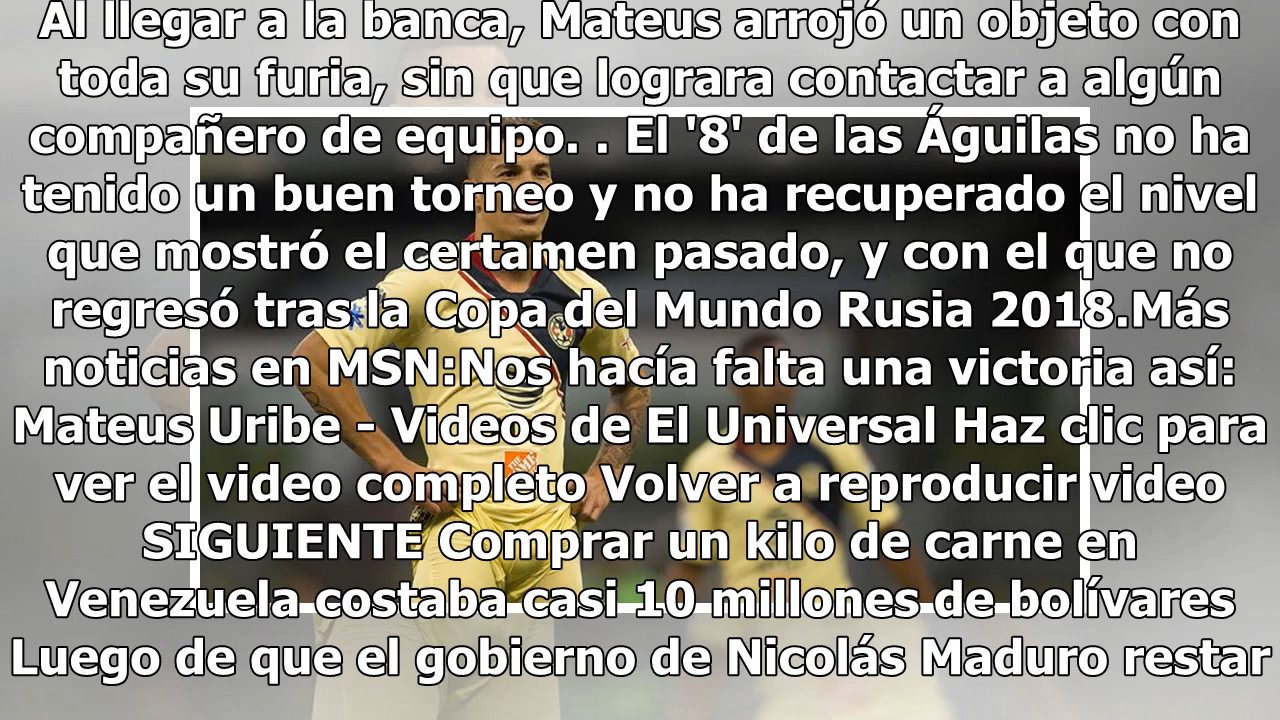 Al llegar a la banca, Mateus arrojó un objeto con
toda su furia, sin que lograra contactar a algún
compañero de equipo. . El '8' de las Águilas no ha
tenido un buen torneo y no ha recuperado el nivel
que mostró el certamen pasado, y con el que no
regresó tras la Copa del Mundo Rusia 2018.Más
noticias en MSN:Nos hacía falta una victoria así:
Mateus Uribe - Videos de El Universal Haz clic para
ver el video completo Volver a reproducir video
SIGUIENTE Comprar un kilo de carne en
Venezuela costaba casi 10 millones de bolívares
Luego de que el gobierno de Nicolás Maduro restar